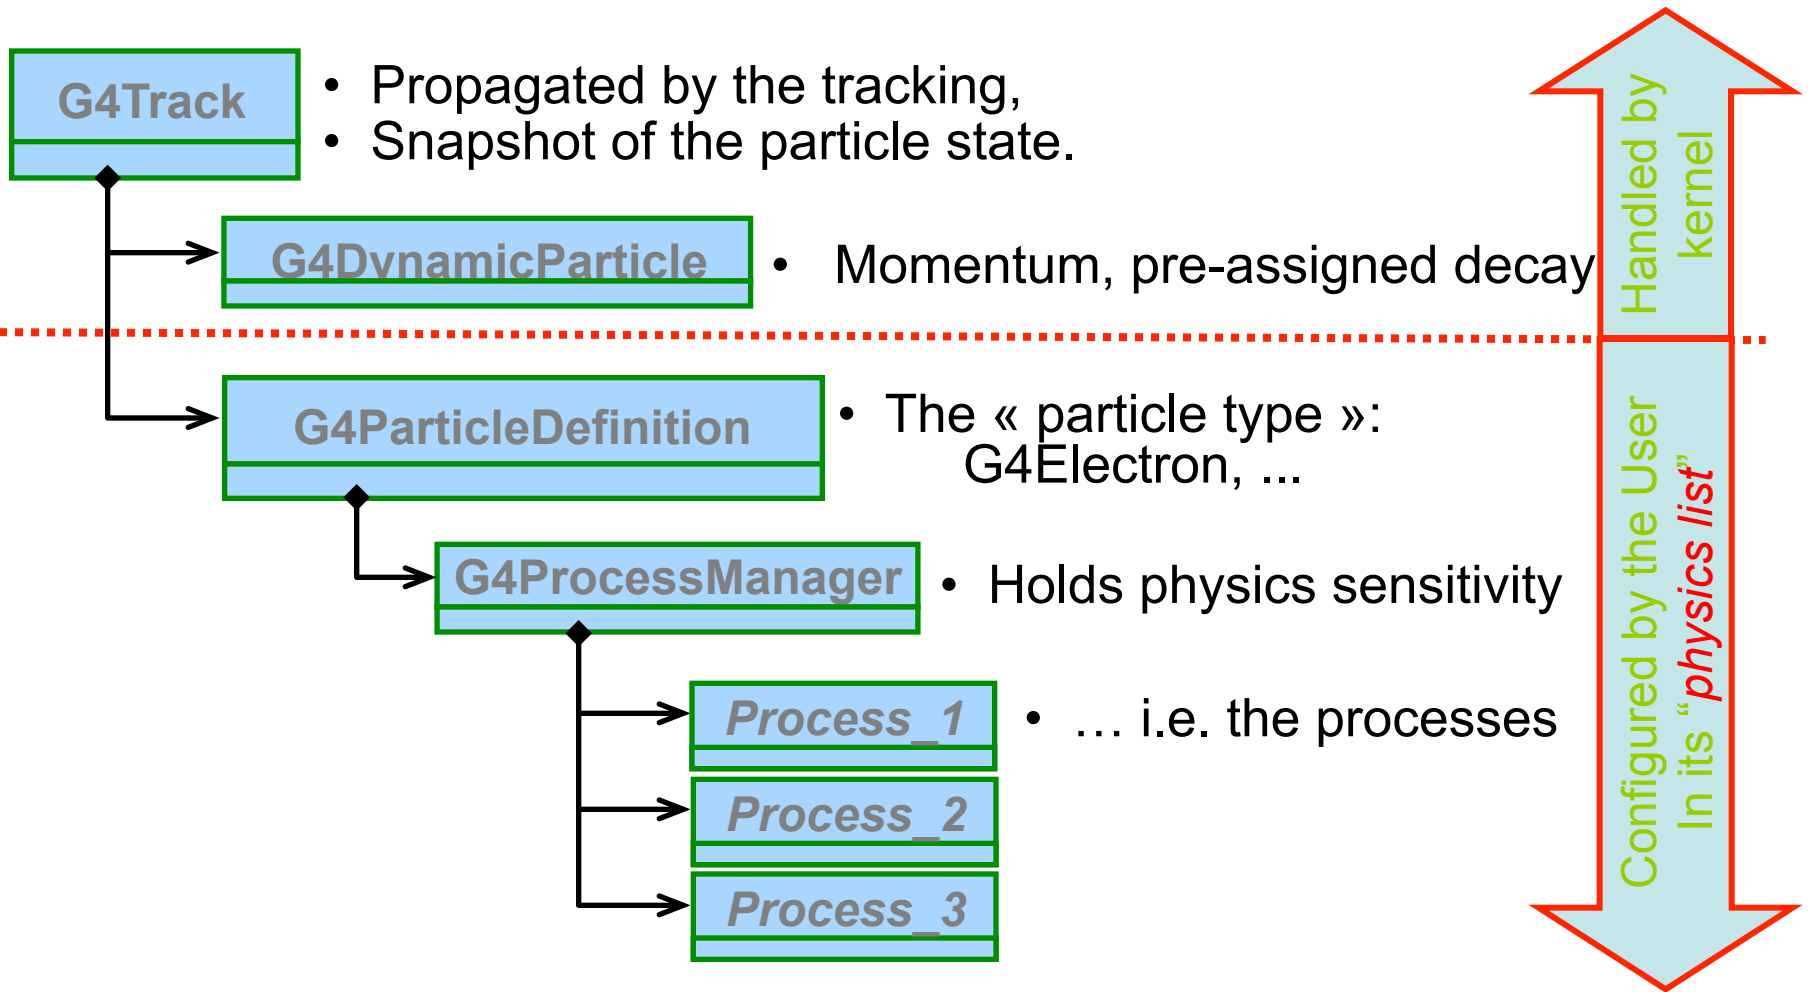 G4Track
• Propagated by the tracking,
• Snapshot of the particle state.
G4DynamicParticle
• Momentum, pre-assigned decay
G4ParticleDefinition
• The « particle type »:
G4Electron, ...
G4ProcessManager
• Holds physics sensitivity
Process_1
• … i.e. the processes
Process_2
Process_3
Handled by
kernel
Configured by the User
In its “physics list”